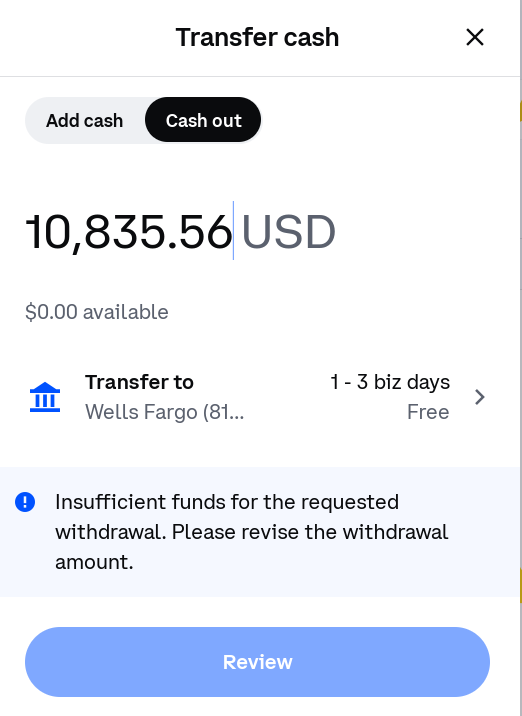 Transfer cash
Add cash
Cash out
10,835.56 USD
$0.00 available
Transfer to
1 - 3 biz days
Wells Fargo (81...
Free
Insufficient funds for the requested
withdrawal. Please revise the withdrawal
amount.
Review